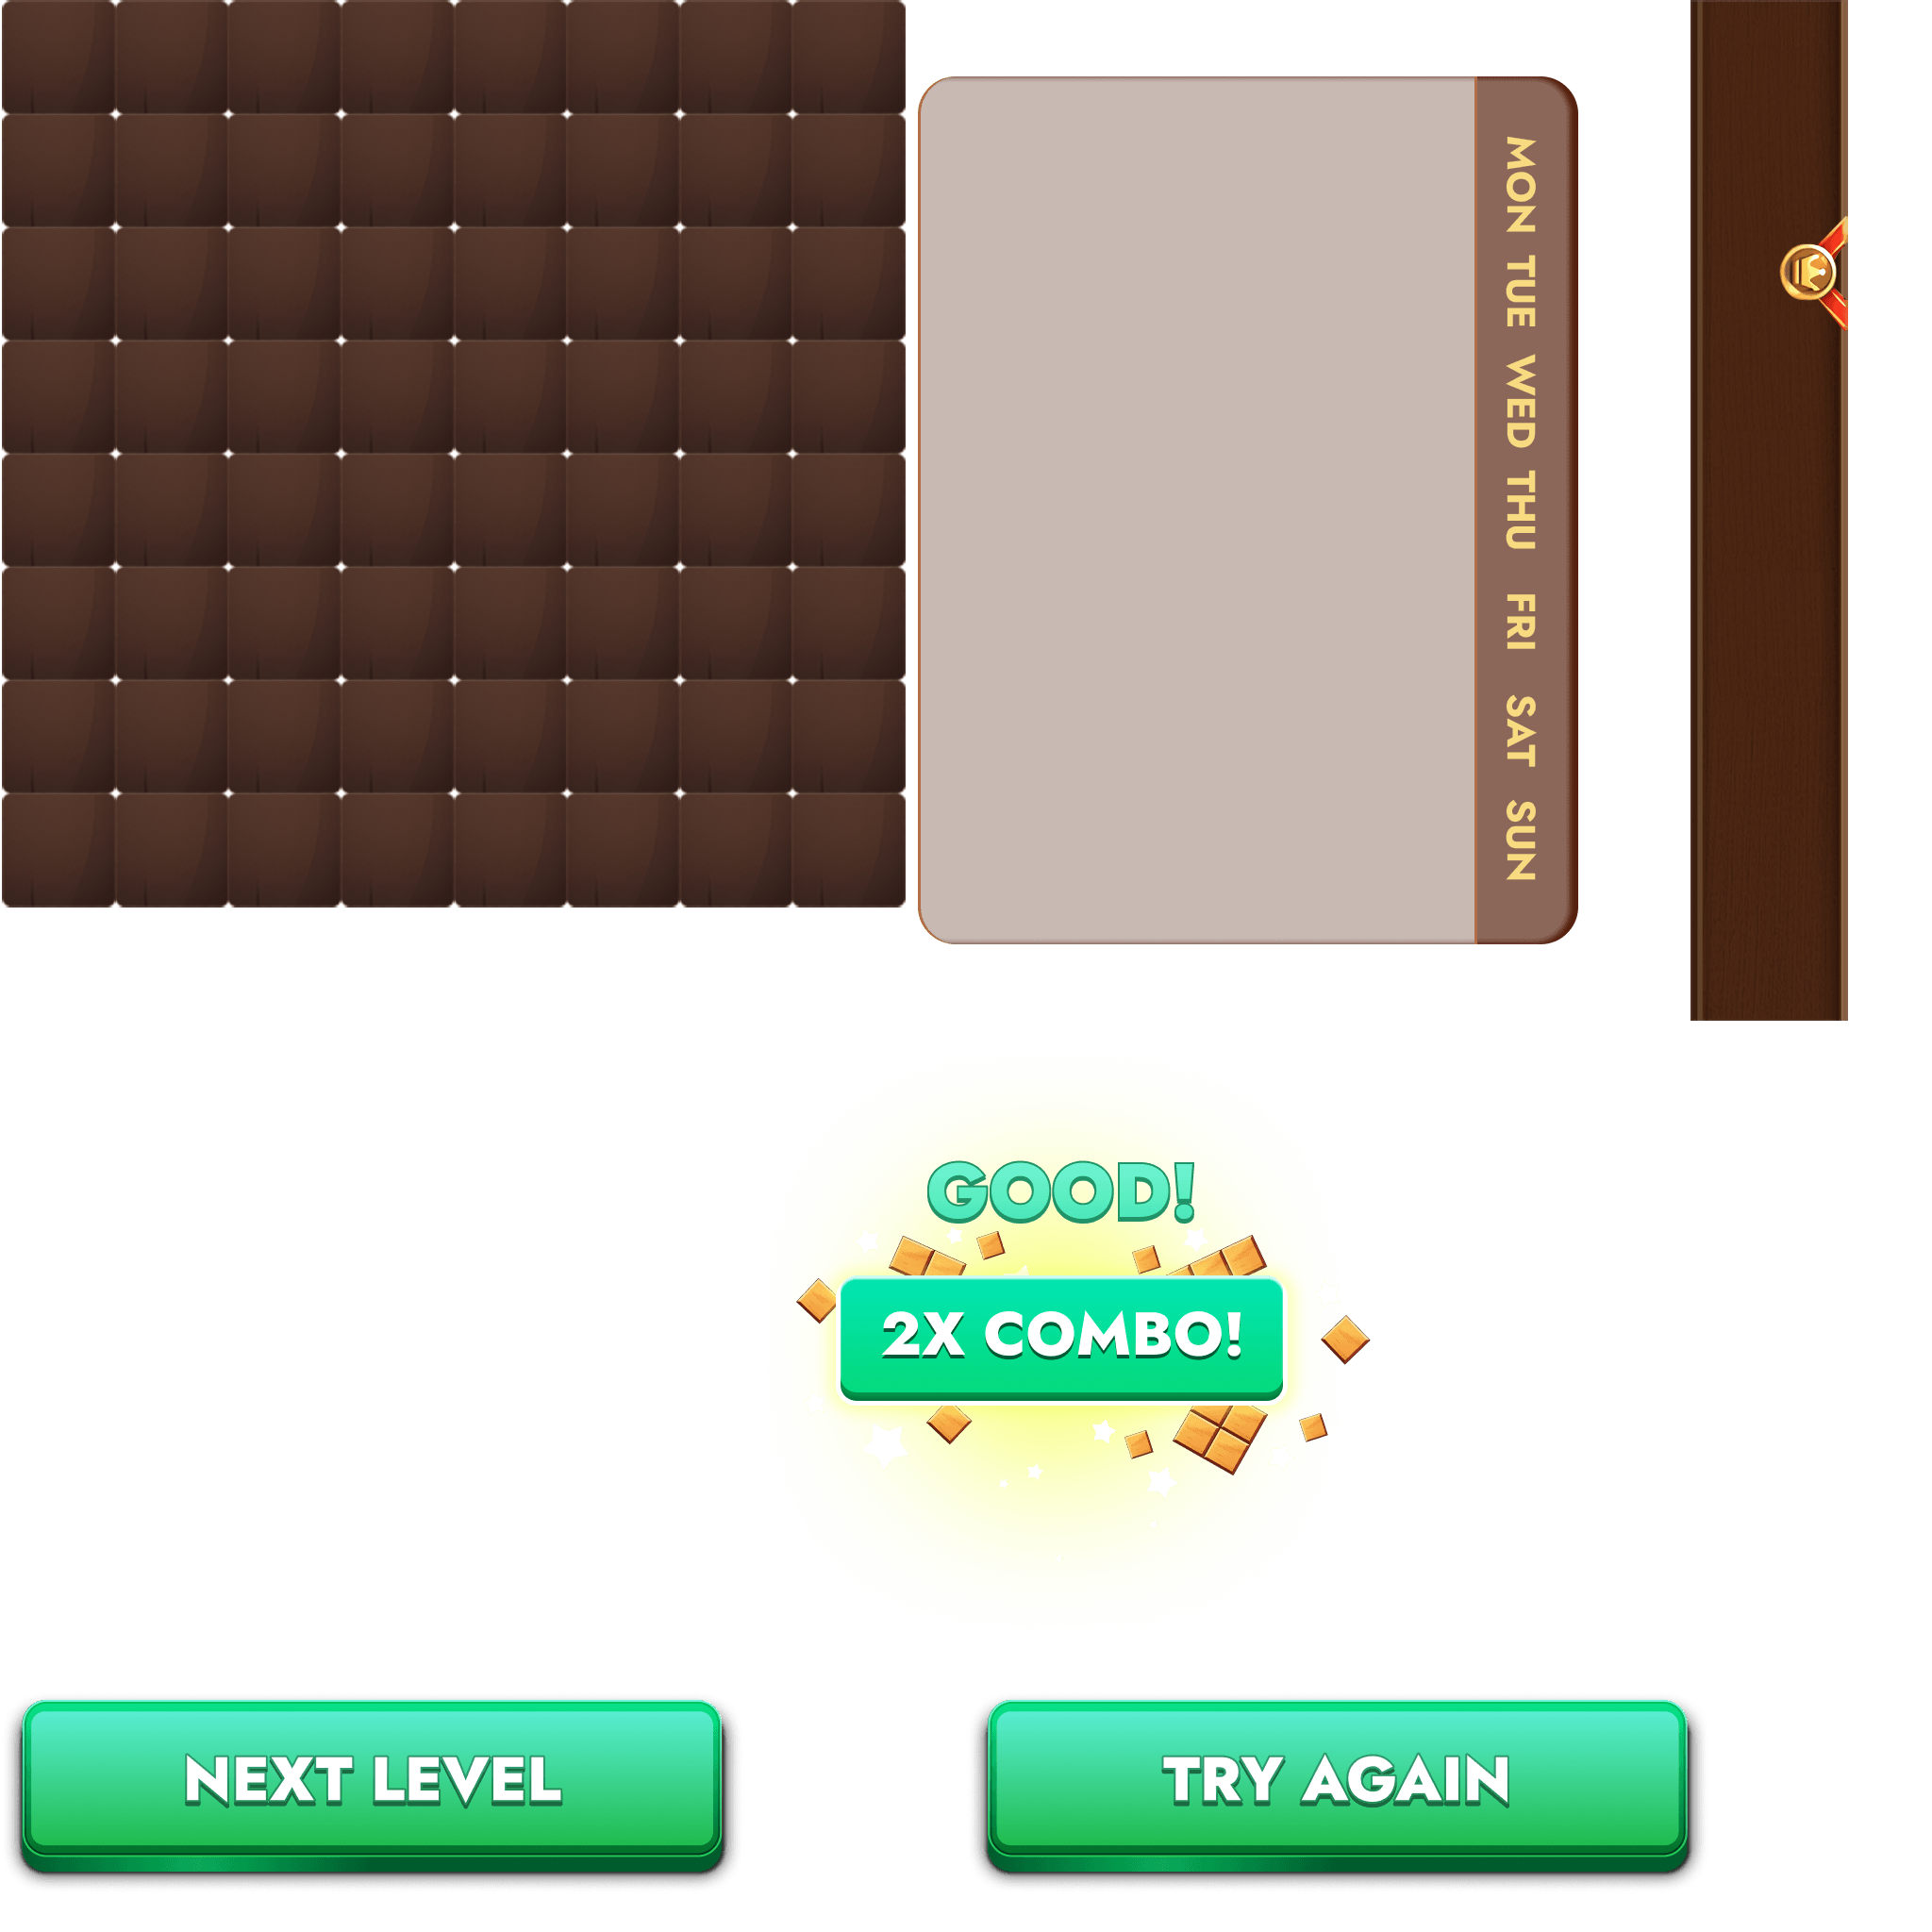 MON TUE WED THU FRI SAT SUN
GOOD!
2X COMBO!
NEXT LEVEL
TRY AGAIN